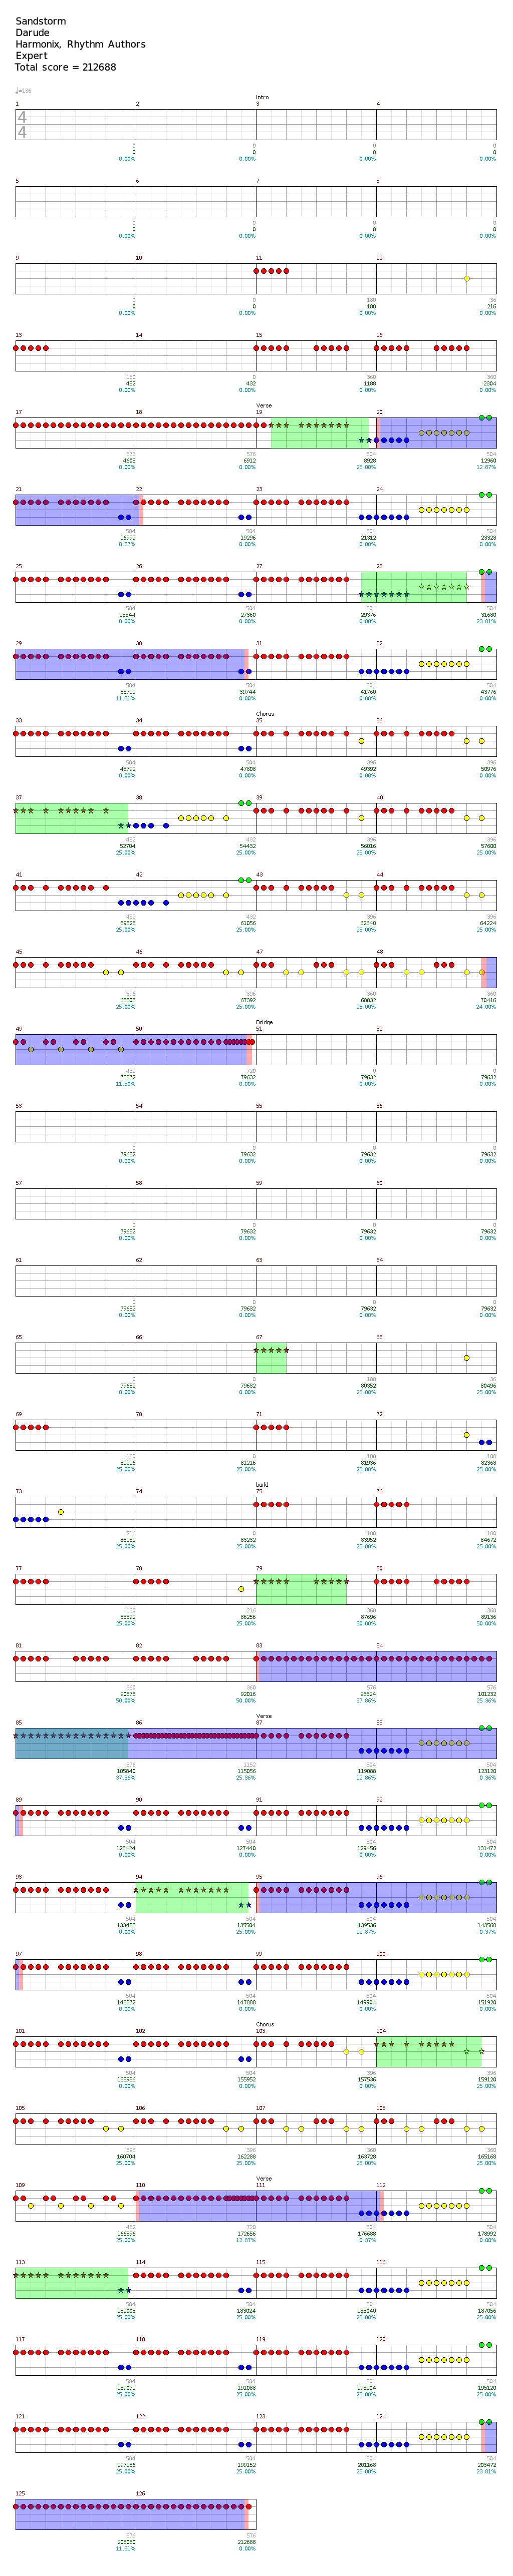 Sandstorm
Darude
Harmonix, Rhythm Authors
Expert
Total score = 212688
♩=136
Intro
1 2 3 4
4
4
0 0 0 0
0 0 0 0
0.00% 0.00% 0.00% 0.00%
5 6 7 8
0 0 0 0
0 0 0 0
0.00% 0.00% 0.00% 0.00%
9 10 11 12
0 0 180 36
0 0 180 216
0.00% 0.00% 0.00% 0.00%
13 14 15 16
180 0 360 360
432 432 1188 2304
0.00% 0.00% 0.00% 0.00%
Verse
17 18 19 20
576 576 504 504
4608 6912 8928 12960
0.00% 0.00% 25.00% 12.87%
21 22 23 24
504 504 504 504
16992 19296 21312 23328
0.37% 0.00% 0.00% 0.00%
25 26 27 28
504 504 504 504
25344 27360 29376 31680
0.00% 0.00% 0.00% 23.81%
29 30 31 32
504 504 504 504
35712 39744 41760 43776
11.31% 0.00% 0.00% 0.00%
Chorus
33 34 35 36
504 504 396 396
45792 47808 49392 50976
0.00% 0.00% 0.00% 0.00%
37 38 39 40
432 432 396 396
52704 54432 56016 57600
25.00% 25.00% 25.00% 25.00%
41 42 43 44
432 432 396 396
59328 61056 62640 64224
25.00% 25.00% 25.00% 25.00%
45 46 47 48
396 396 360 360
65808 67392 68832 70416
25.00% 25.00% 25.00% 24.00%
Bridge
49 50 51 52
432 720 0 0
73872 79632 79632 79632
11.50% 0.00% 0.00% 0.00%
53 54 55 56
0 0 0 0
79632 79632 79632 79632
0.00% 0.00% 0.00% 0.00%
57 58 59 60
0 0 0 0
79632 79632 79632 79632
0.00% 0.00% 0.00% 0.00%
61 62 63 64
0 0 0 0
79632 79632 79632 79632
0.00% 0.00% 0.00% 0.00%
65 66 67 68
0 0 180 36
79632 79632 80352 80496
0.00% 0.00% 25.00% 25.00%
69 70 71 72
180 0 180 108
81216 81216 81936 82368
25.00% 25.00% 25.00% 25.00%
build
73 74 75 76
216 0 180 180
83232 83232 83952 84672
25.00% 25.00% 25.00% 25.00%
77 78 79 80
180 216 360 360
85392 86256 87696 89136
25.00% 25.00% 50.00% 50.00%
81 82 83 84
360 360 576 576
90576 92016 96624 101232
50.00% 50.00% 37.86% 25.36%
Verse
85 86 87 88
576 1152 504 504
105840 115056 119088 123120
37.86% 25.36% 12.86% 0.36%
89 90 91 92
504 504 504 504
125424 127440 129456 131472
0.00% 0.00% 0.00% 0.00%
93 94 95 96
504 504 504 504
133488 135504 139536 143568
0.00% 25.00% 12.87% 0.37%
97 98 99 100
504 504 504 504
145872 147888 149904 151920
0.00% 0.00% 0.00% 0.00%
Chorus
101 102 103 104
504 504 396 396
153936 155952 157536 159120
0.00% 0.00% 0.00% 25.00%
105 106 107 108
396 396 360 360
160704 162288 163728 165168
25.00% 25.00% 25.00% 25.00%
Verse
109 110 111 112
432 720 504 504
166896 172656 176688 178992
25.00% 12.87% 0.37% 0.00%
113 114 115 116
504 504 504 504
181008 183024 185040 187056
25.00% 25.00% 25.00% 25.00%
117 118 119 120
504 504 504 504
189072 191088 193104 195120
25.00% 25.00% 25.00% 25.00%
121 122 123 124
504 504 504 504
197136 199152 201168 203472
25.00% 25.00% 25.00% 23.81%
125 126
576 576
208080 212688
11.31% 0.00%